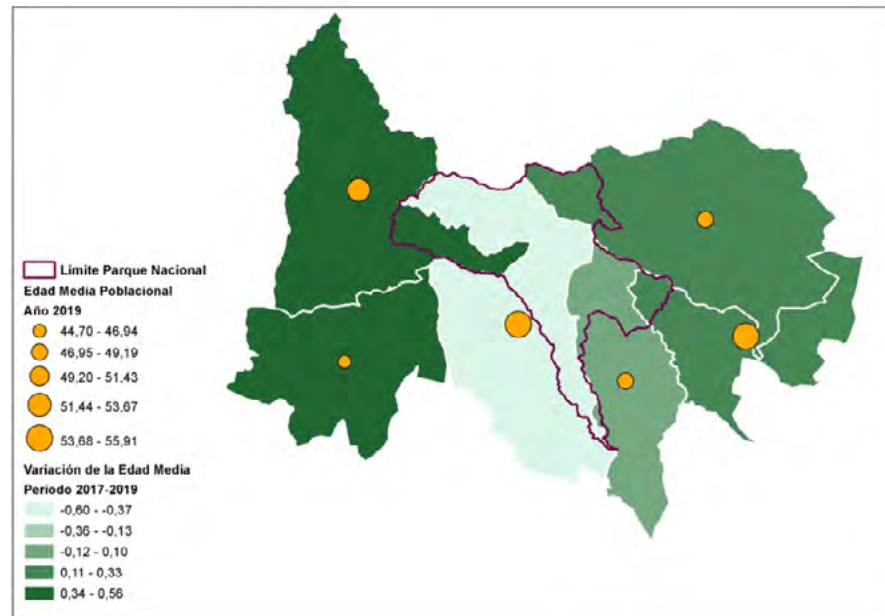 Límite Parque Nacional
Edad Media Poblacional
Año 2019
44,70 - 46,94
46,95 - 49,19
49,20 - 51,43
51,44 - 53,67
53,68 - 55,91
Variación de la Edad Media
Periodo 2017-2019
-0,60 - -0,37
-0,36 - -0,13
-0,12 - 0,10
0,11 - 0,33
0,34 - 0,56